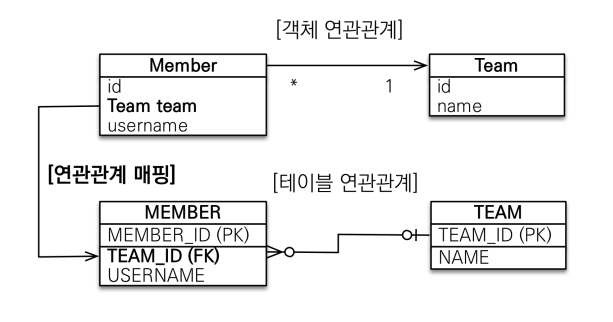 [객체 연관관계]
Member
id
Team team
username
* 1
Team
id
name
[연관관계 매핑]
[테이블 연관관계]
MEMBER
MEMBER_ID (PK)
TEAM_ID (FK)
USERNAME
TEAM
TEAM_ID (PK)
NAME